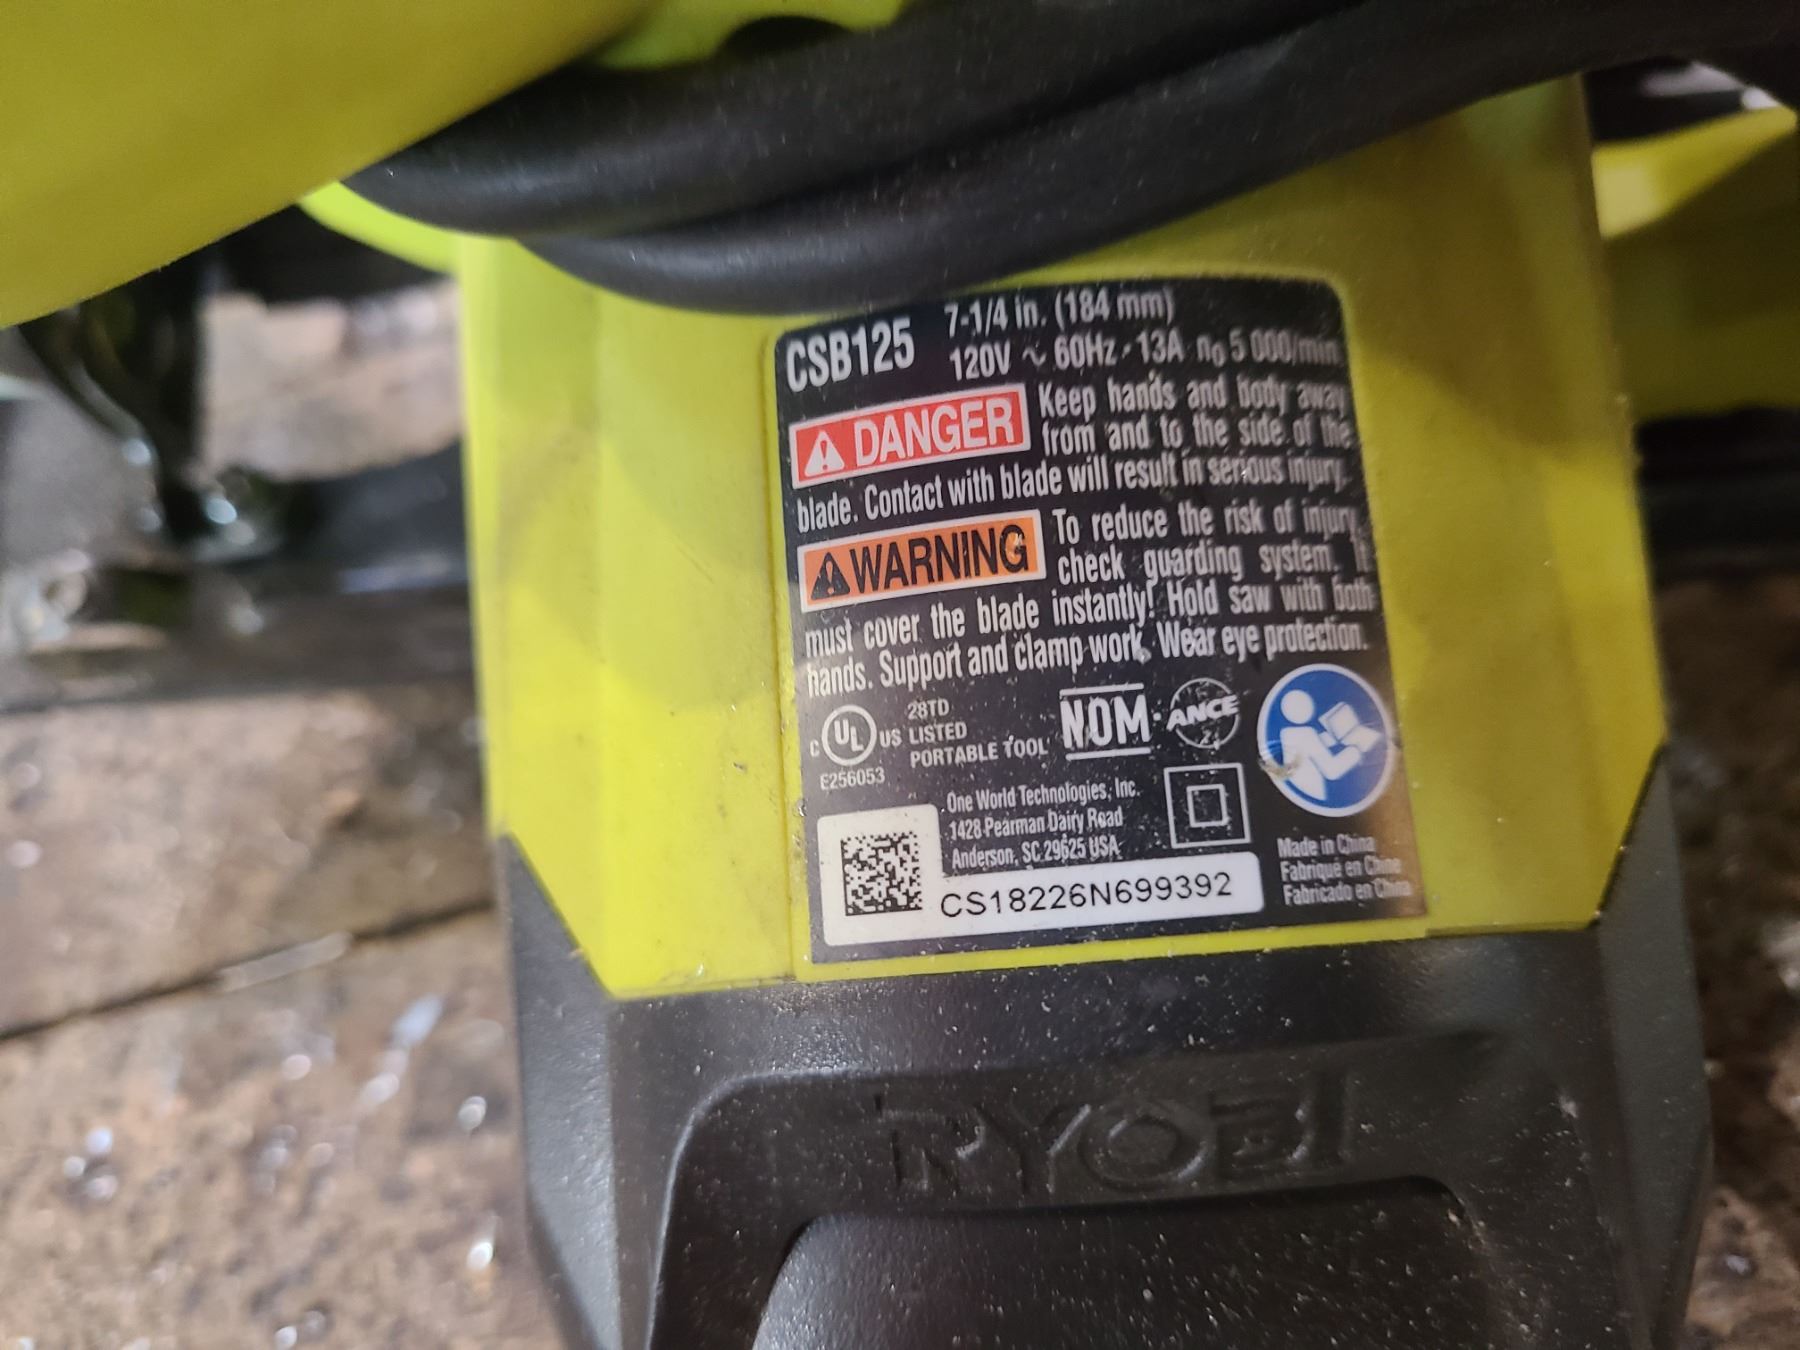 CSB125
7-1/4 in. (184 mm)
120V ~ 60Hz - 13A n₀ 5 000/min
DANGER Keep hands and body away
from and to the side of the
blade. Contact with blade will result in serious injury.
WARNING To reduce the risk of injury,
check guarding system. It
must cover the blade instantly! Hold saw with both
hands. Support and clamp work. Wear eye protection.
C UL US
28TD
LISTED
PORTABLE TOOL
E256053
NOM-ANCE
One World Technologies, Inc.
1428 Pearman Dairy Road
Anderson, SC 29625 USA
CS18226N699392
Made in China
Fabriqué en Chine
Fabricado en China
RYOBI